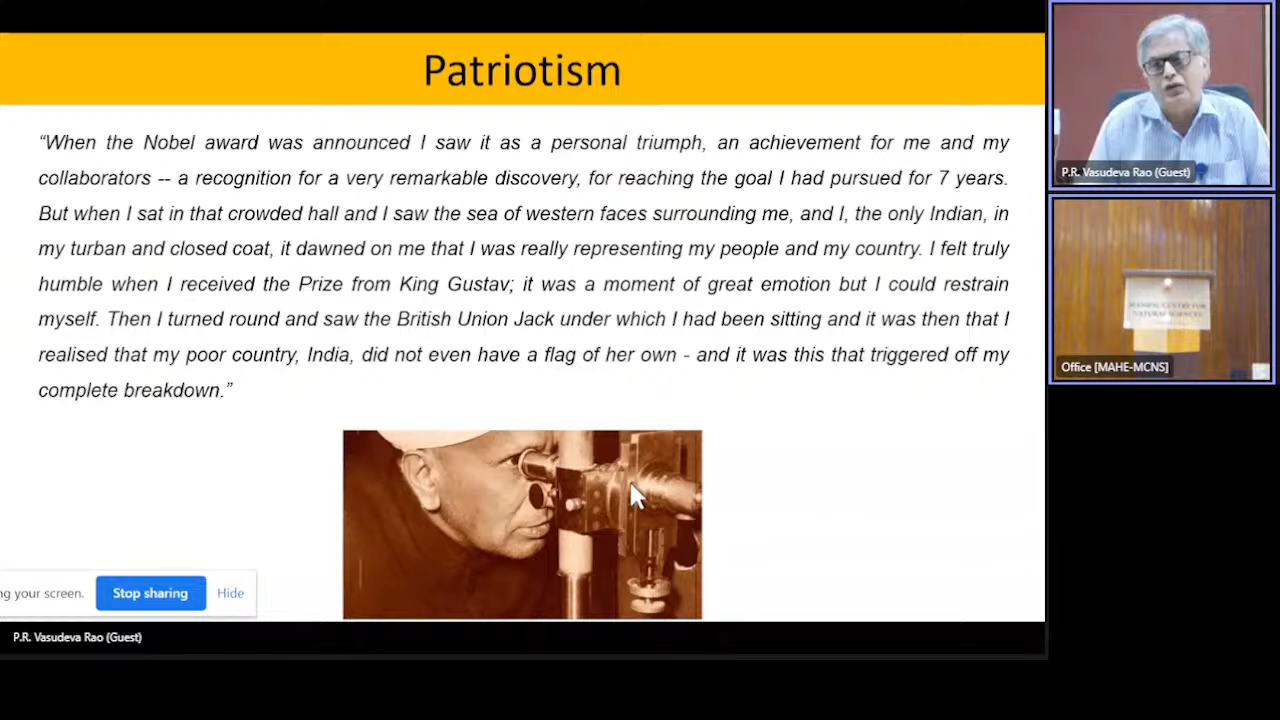 Patriotism
“When the Nobel award was announced I saw it as a personal triumph, an achievement for me and my
collaborators -- a recognition for a very remarkable discovery, for reaching the goal I had pursued for 7 years.
But when I sat in that crowded hall and I saw the sea of western faces surrounding me, and I, the only Indian, in
my turban and closed coat, it dawned on me that I was really representing my people and my country. I felt truly
humble when I received the Prize from King Gustav; it was a moment of great emotion but I could restrain
myself. Then I turned round and saw the British Union Jack under which I had been sitting and it was then that I
realised that my poor country, India, did not even have a flag of her own - and it was this that triggered off my
complete breakdown.”
ng your screen. Stop sharing Hide
P.R. Vasudeva Rao (Guest)
P.R. Vasudeva Rao (Guest)
MANIPAL CENTRE FOR
NATURAL SCIENCES
Office [MAHE-MCNS]